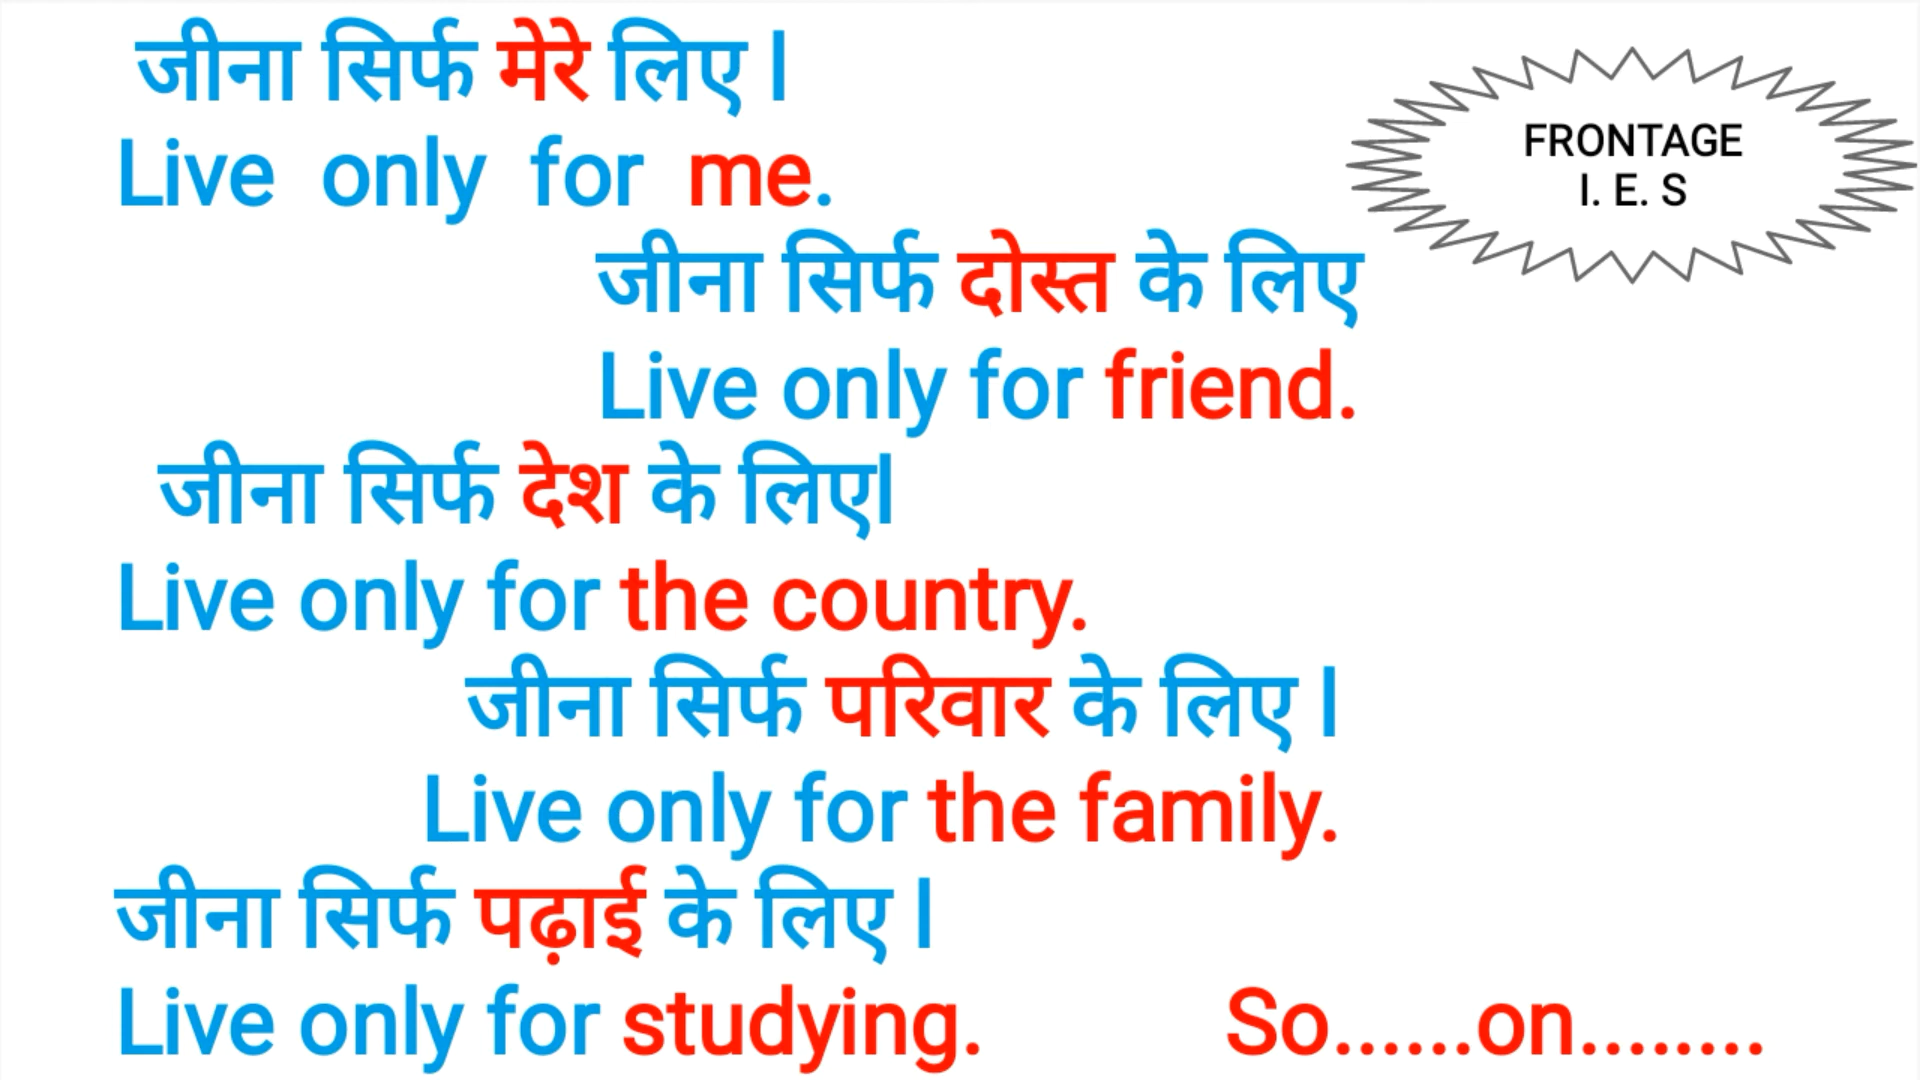 जीना सिर्फ मेरे लिए l
Live only for me.
FRONTAGE
I. E. S
जीना सिर्फ दोस्त के लिए
Live only for friend.
जीना सिर्फ देश के लिएl
Live only for the country.
जीना सिर्फ परिवार के लिए l
Live only for the family.
जीना सिर्फ पढ़ाई के लिए l
Live only for studying. So......on........